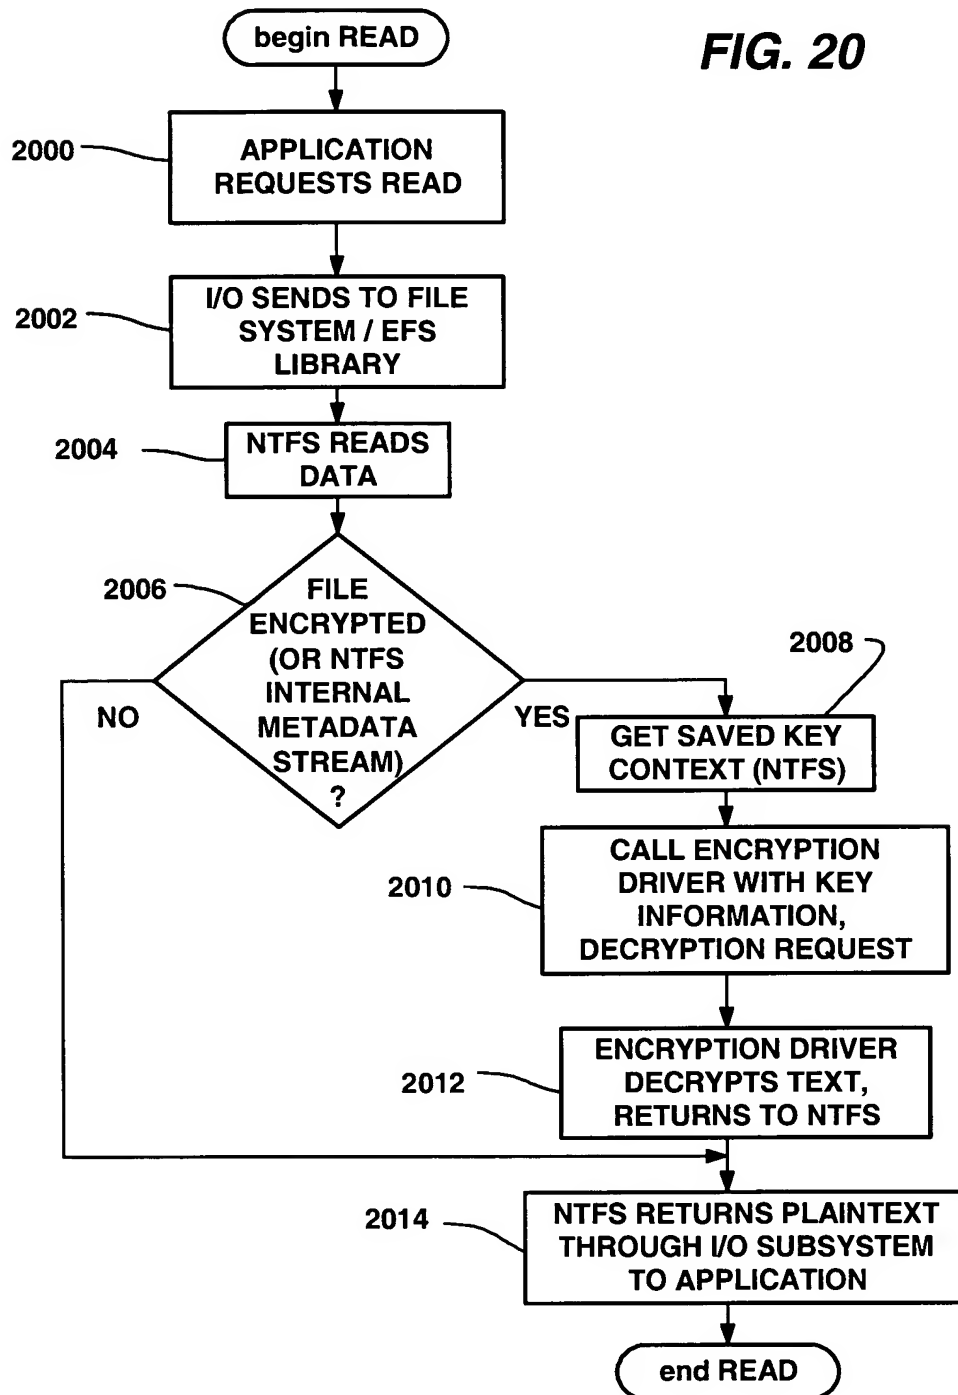 begin READ
FIG. 20
2000
APPLICATION
REQUESTS READ
2002
I/O SENDS TO FILE
SYSTEM / EFS
LIBRARY
2004
NTFS READS
DATA
2006
FILE
ENCRYPTED
(OR NTFS
INTERNAL
METADATA
STREAM)
?
NO
YES
2008
GET SAVED KEY
CONTEXT (NTFS)
2010
CALL ENCRYPTION
DRIVER WITH KEY
INFORMATION,
DECRYPTION REQUEST
2012
ENCRYPTION DRIVER
DECRYPTS TEXT,
RETURNS TO NTFS
2014
NTFS RETURNS PLAINTEXT
THROUGH I/O SUBSYSTEM
TO APPLICATION
end READ